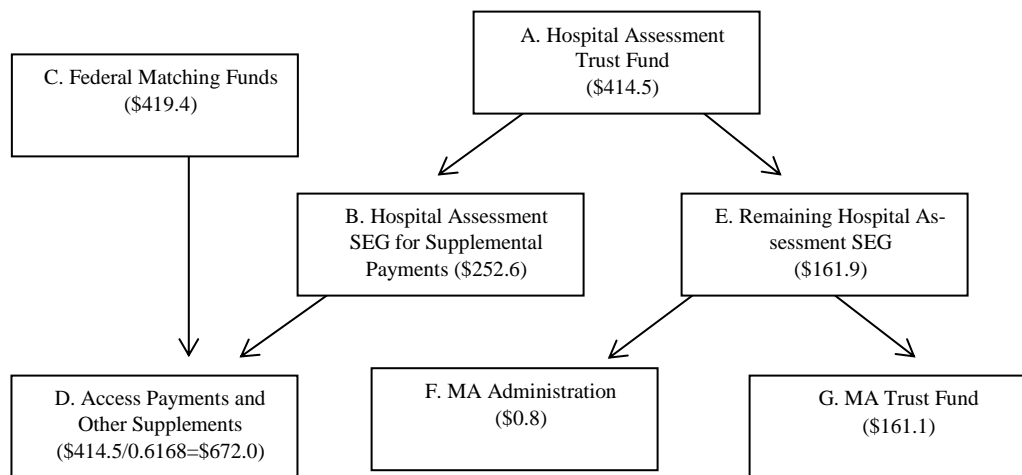 A. Hospital Assessment
Trust Fund
($414.5)
C. Federal Matching Funds
($419.4)
B. Hospital Assessment
SEG for Supplemental
Payments ($252.6)
E. Remaining Hospital As-
sessment SEG
($161.9)
D. Access Payments and
Other Supplements
($414.5/0.6168=$672.0)
F. MA Administration
($0.8)
G. MA Trust Fund
($161.1)